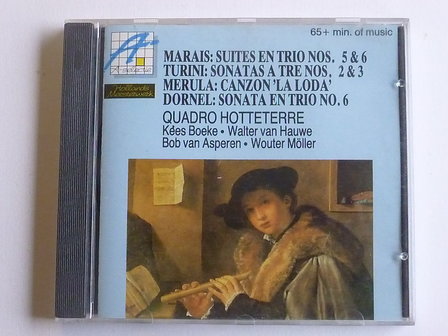 65+ min. of music
MARAIS: SUITES EN TRIO NOS. 5 & 6
TURINI: SONATAS A TRE NOS, 2 & 3
MERULA: CANZON 'LA LODA'
DORNEL: SONATA EN TRIO NO. 6
QUADRO HOTTETERRE
Kées Boeke • Walter van Hauwe
Bob van Asperen • Wouter Möller
A
Hollands
Meesterwerk